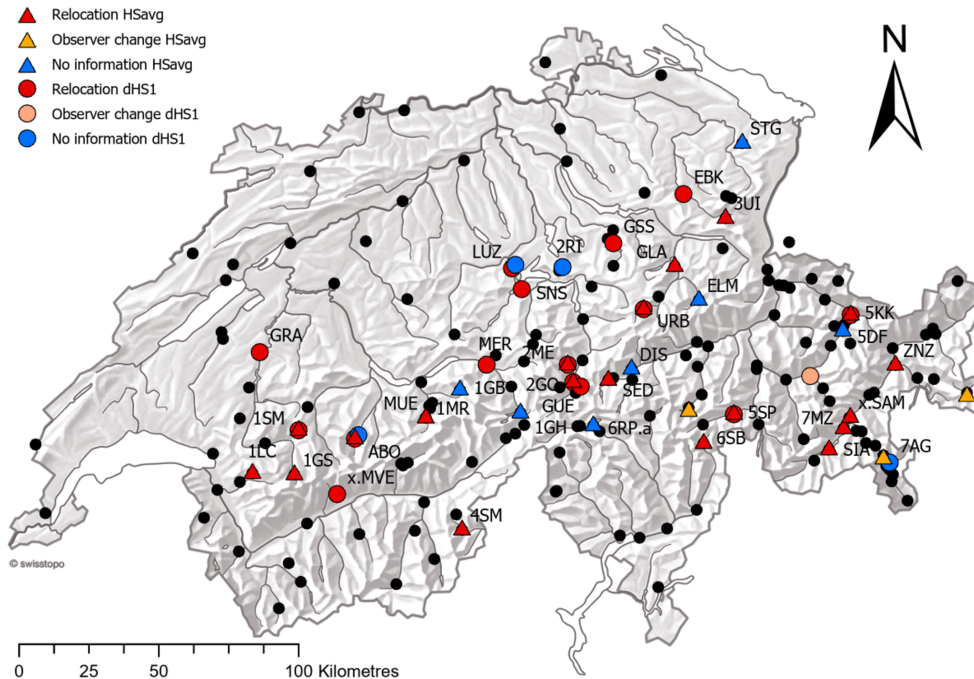 Relocation HSavg
Observer change HSavg
No information HSavg
Relocation dHS1
Observer change dHS1
No information dHS1
N
STG
EBK
3UI
GSS
LUZ
2RI
GLA
SNS
ELM
URB
5KK
5DF
GRA
MER
ME
DIS
ZNZ
1GB
2GO
SED
MUE
1MR
GUE
x.SAM
1SM
1GH
6RP.a
5SP
7MZ
6SB
ABO
1LC
1GS
SIA
7AG
x.MVE
4SM
© swisstopo
0 25 50 100 Kilometres